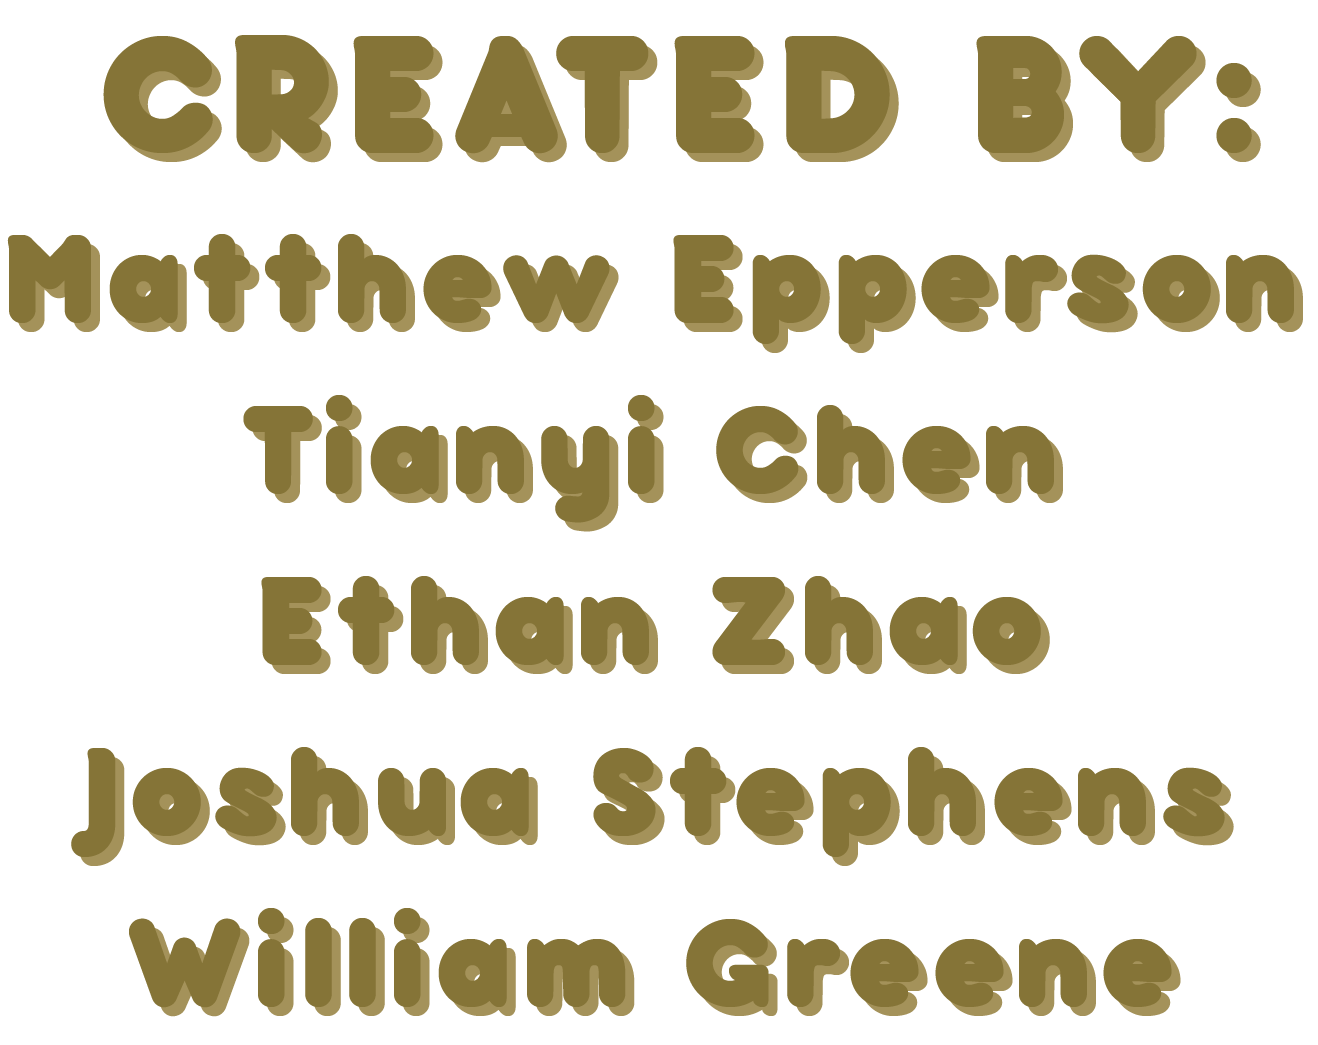 CREATED BY:
Matthew Epperson
Tianyi Chen
Ethan Zhao
Joshua Stephens
William Greene